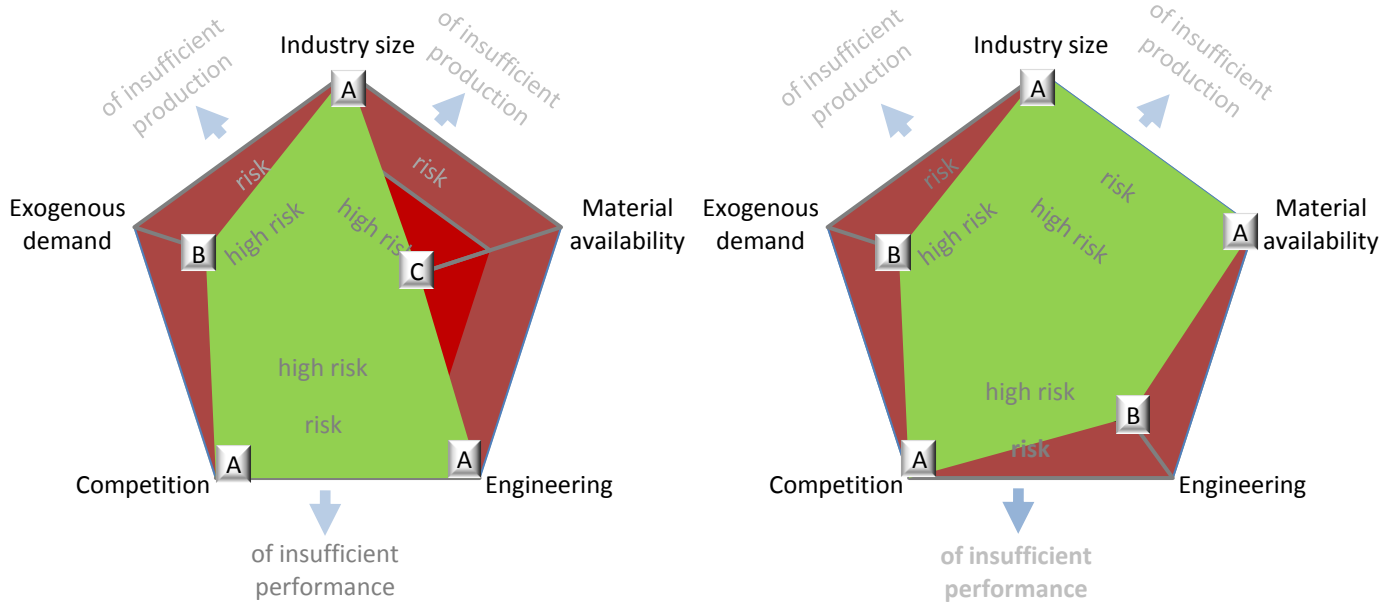 Industry size
of insufficient
production
of insufficient
production
A
risk
risk
Exogenous
demand
Material
availability
B
high risk
high risk
C
high risk
risk
A
A
Competition
Engineering
of insufficient
performance
Industry size
of insufficient
production
of insufficient
production
A
risk
risk
Exogenous
demand
Material
availability
A
B
high risk
high risk
high risk
B
risk
A
Competition
Engineering
of insufficient
performance